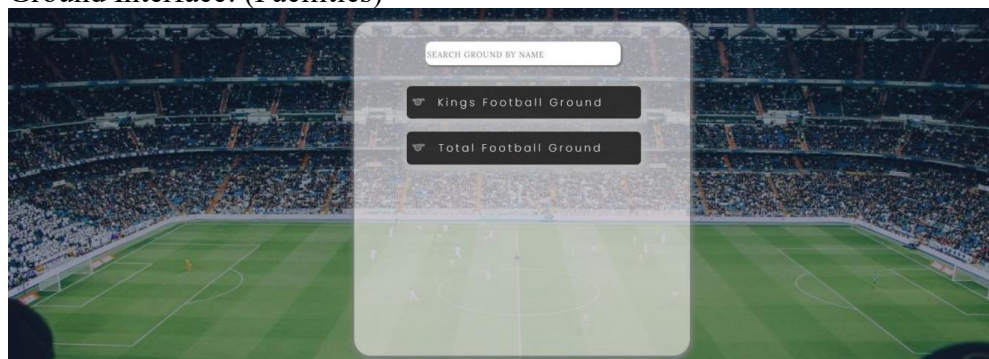 Ground Interface: (Facilities)
SEARCH GROUND BY NAME
Kings Football Ground
Total Football Ground